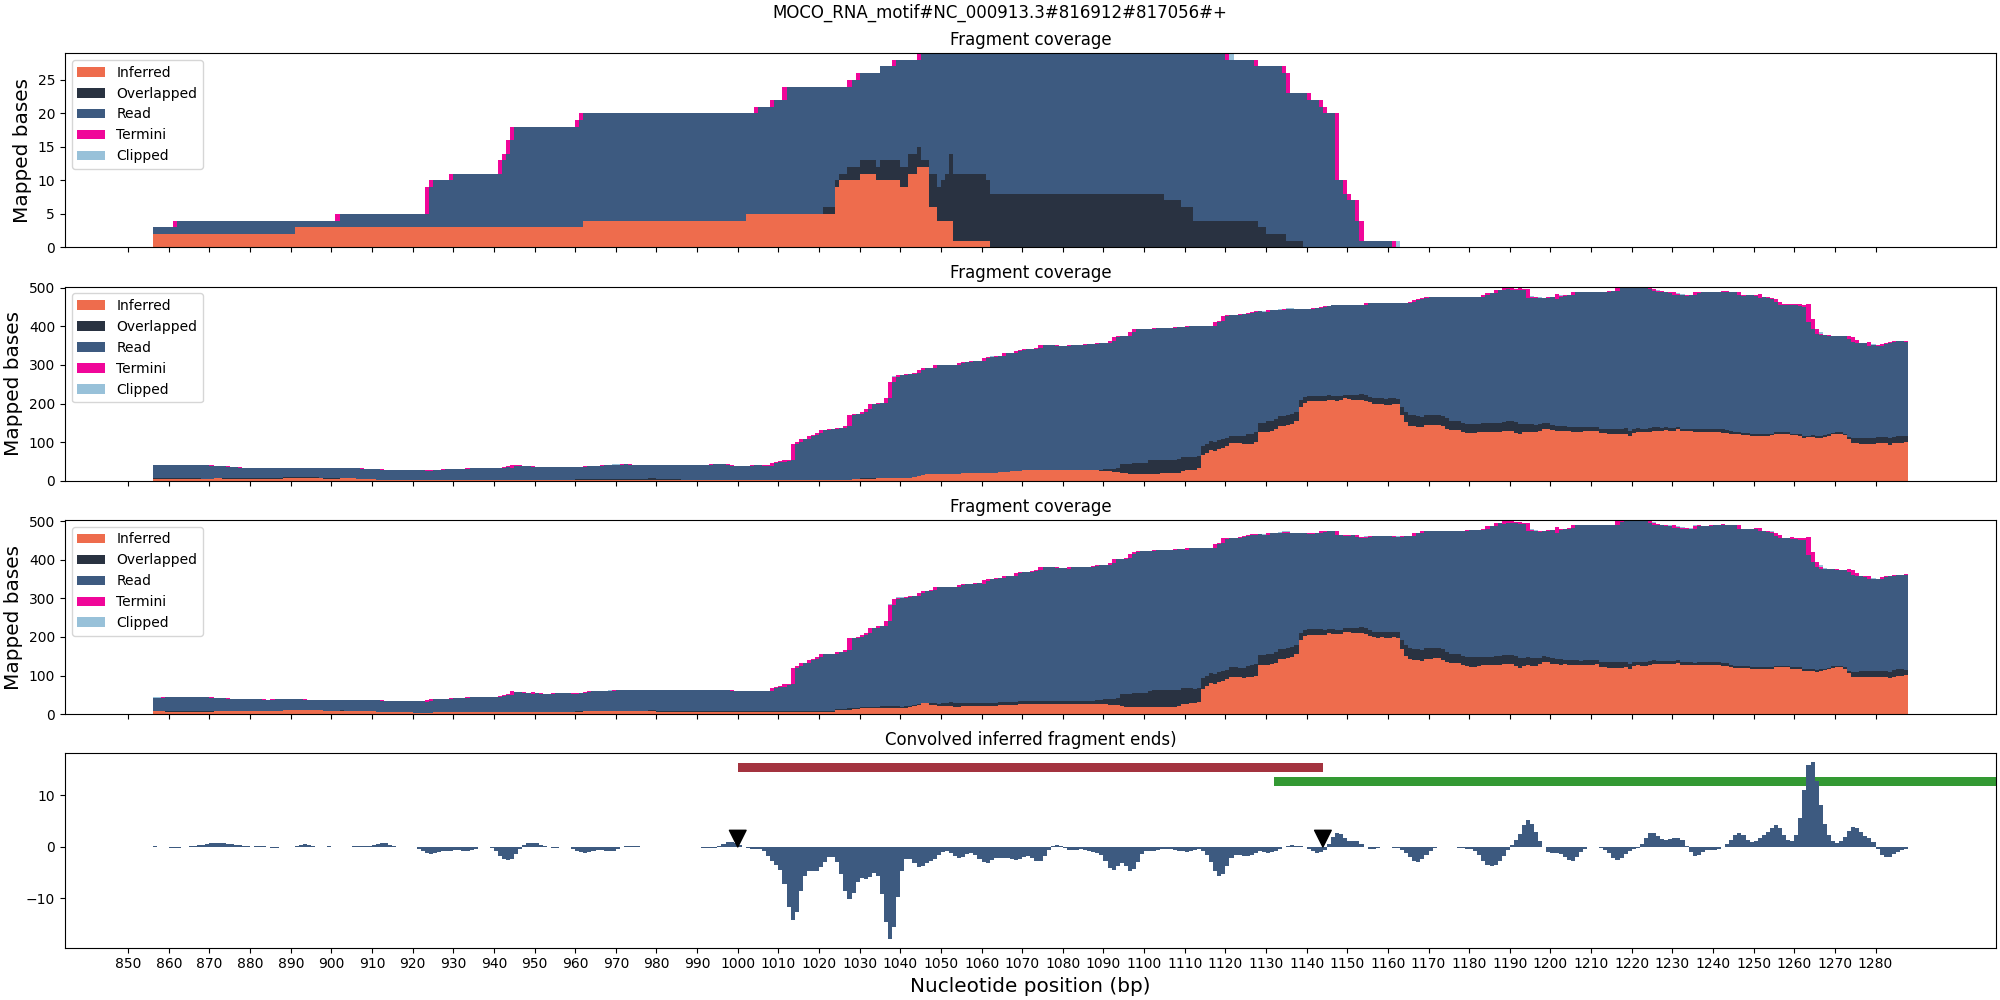 MOCO_RNA_motif#NC_000913.3#816912#817056#+
Fragment coverage
Mapped bases
25
20
15
10
5
0
Inferred
Overlapped
Read
Termini
Clipped
Fragment coverage
Mapped bases
500
400
300
200
100
0
Inferred
Overlapped
Read
Termini
Clipped
Fragment coverage
Mapped bases
500
400
300
200
100
0
Inferred
Overlapped
Read
Termini
Clipped
Convolved inferred fragment ends)
10
0
−10
850 860 870 880 890 900 910 920 930 940 950 960 970 980 990 1000 1010 1020 1030 1040 1050 1060 1070 1080 1090 1100 1110 1120 1130 1140 1150 1160 1170 1180 1190 1200 1210 1220 1230 1240 1250 1260 1270 1280
Nucleotide position (bp)